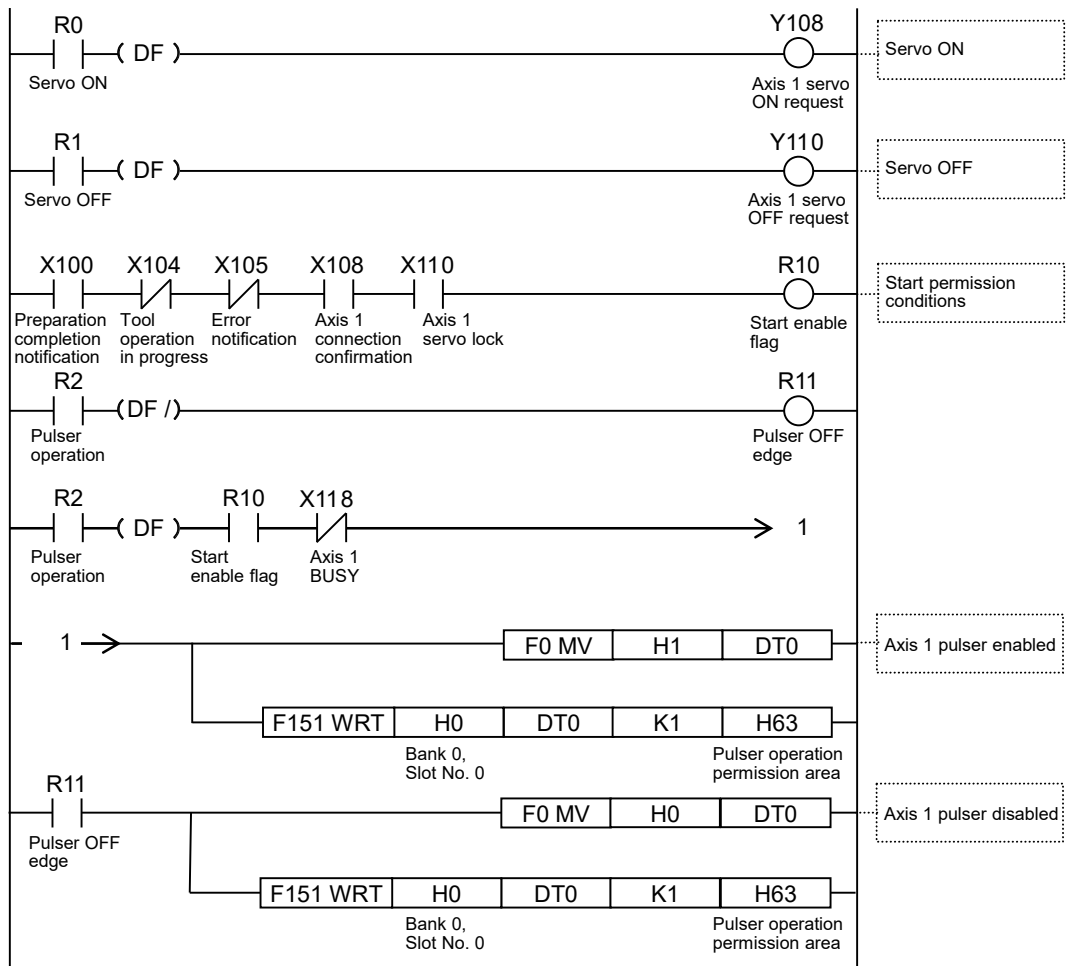 R0 Y108
( DF ) Servo ON
Servo ON Axis 1 servo
ON request
R1 Y110
( DF ) Servo OFF
Servo OFF Axis 1 servo
OFF request
X100 X104 X105 X108 X110 R10
Start permission
conditions
Preparation Tool Error Axis 1 Axis 1 Start enable
completion operation notification connection servo lock flag
notification in progress confirmation
R2 R11
(DF /)
Pulser Pulser OFF
operation edge
R2 R10 X118
( DF ) 1
Pulser Start Axis 1
operation enable flag BUSY
1 F0 MV H1 DT0 Axis 1 pulser enabled
F151 WRT H0 DT0 K1 H63
Bank 0, Pulser operation
Slot No. 0 permission area
R11
F0 MV H0 DT0 Axis 1 pulser disabled
Pulser OFF
edge
F151 WRT H0 DT0 K1 H63
Bank 0, Pulser operation
Slot No. 0 permission area